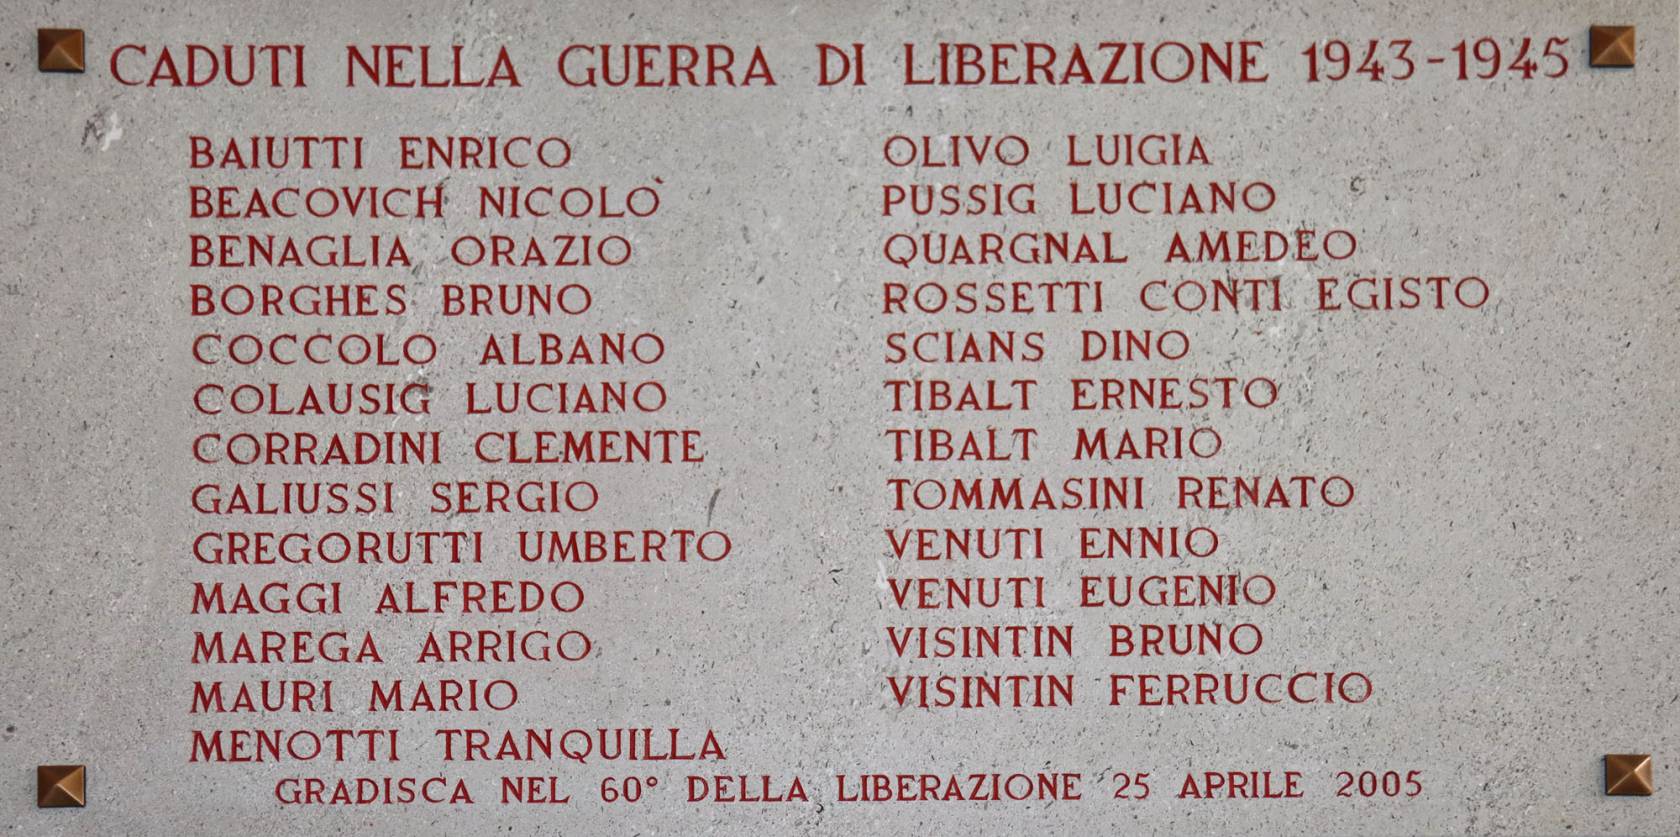 CADUTI NELLA GUERRA DI LIBERAZIONE 1943-1945
BAIUTTI ENRICO
BEACOVICH NICOLÒ
BENAGLIA ORAZIO
BORGHES BRUNO
COCCOLO ALBANO
COLAUSIG LUCIANO
CORRADINI CLEMENTE
GALIUSSI SERGIO
GREGORUTTI UMBERTO
MAGGI ALFREDO
MAREGA ARRIGO
MAURI MARIO
MENOTTI TRANQUILLA
OLIVO LUIGIA
PUSSIG LUCIANO
QUARGNAL AMEDEO
ROSSETTI CONTI EGISTO
SCIANS DINO
TIBALT ERNESTO
TIBALT MARIO
TOMMASINI RENATO
VENUTI ENNIO
VENUTI EUGENIO
VISINTIN BRUNO
VISINTIN FERRUCCIO
GRADISCA NEL 60° DELLA LIBERAZIONE 25 APRILE 2005